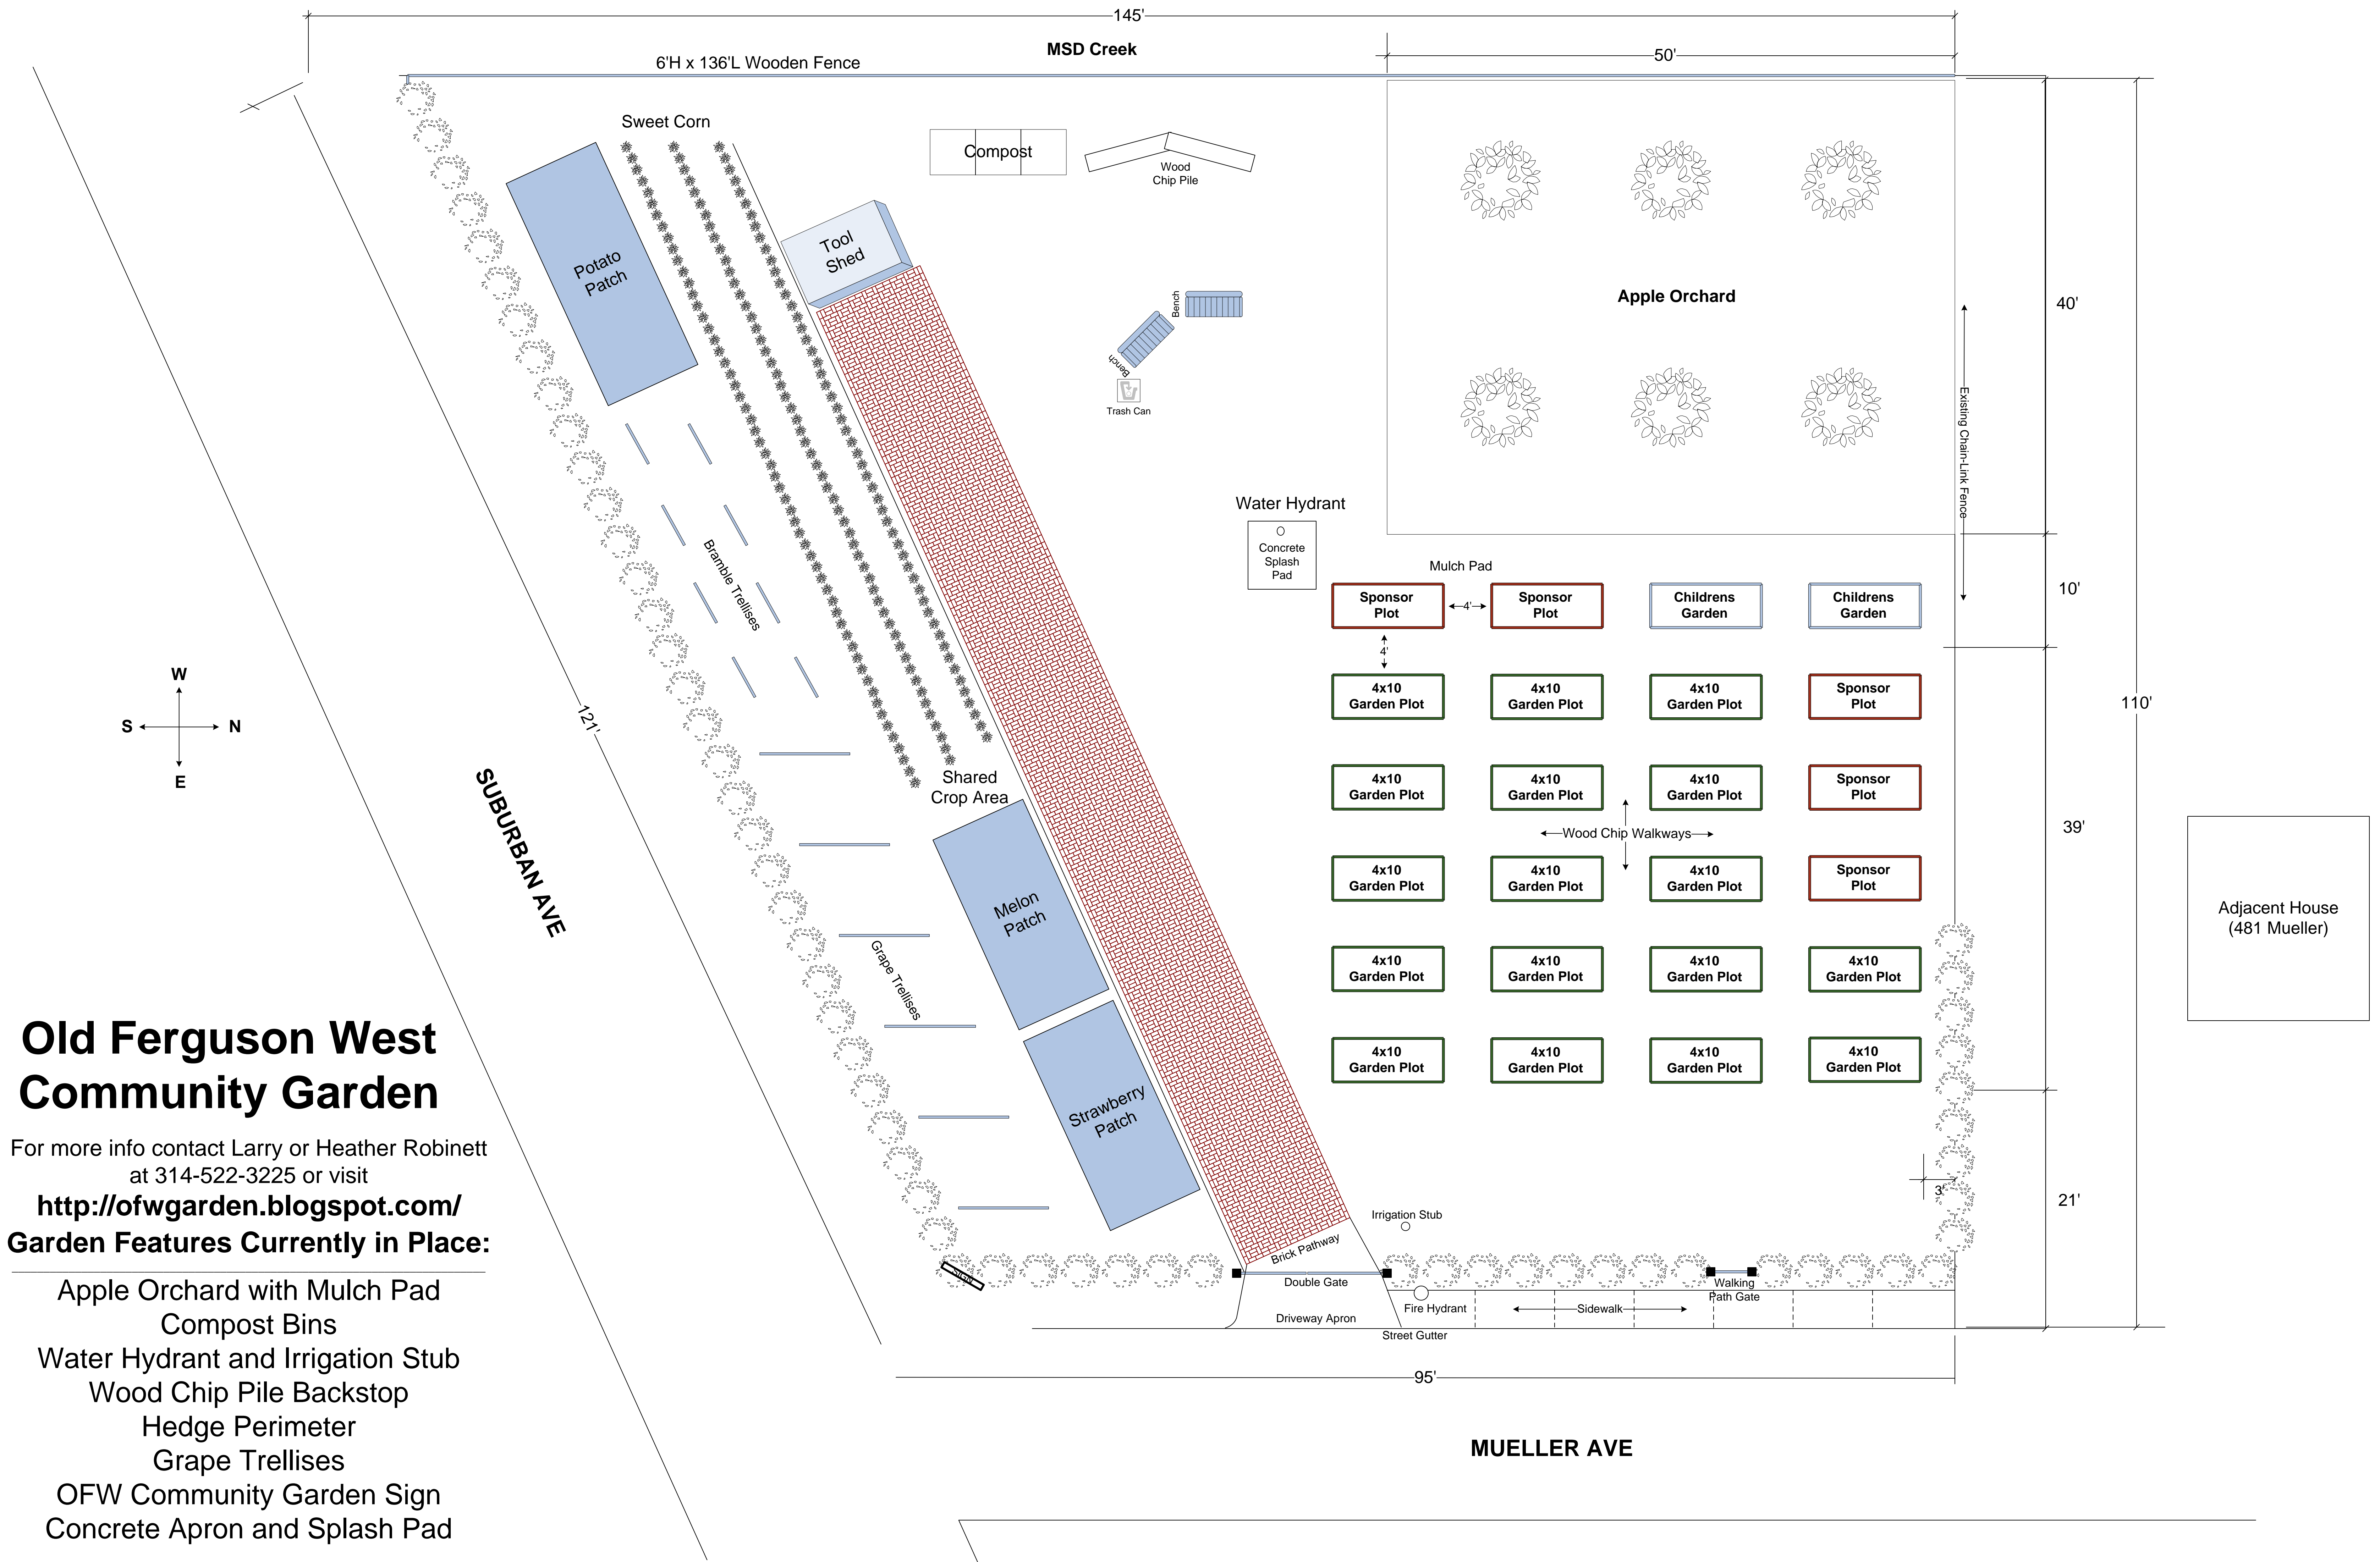 145'
MSD Creek
50'
6'H x 136'L Wooden Fence
Sweet Corn
Compost
Wood
Chip Pile
Tool
Shed
Potato
Patch
Bench
Bench
Trash Can
Apple Orchard
40'
Existing Chain-Link Fence
Water Hydrant
Concrete
Splash
Pad
Mulch Pad
10'
Sponsor
Plot
4'
Sponsor
Plot
Childrens
Garden
Childrens
Garden
4'
Bramble Trellises
4x10
Garden Plot
4x10
Garden Plot
4x10
Garden Plot
Sponsor
Plot
110'
W
S
N
E
121'
SUBURBAN AVE
Shared
Crop Area
4x10
Garden Plot
4x10
Garden Plot
4x10
Garden Plot
Sponsor
Plot
Wood Chip Walkways
39'
4x10
Garden Plot
4x10
Garden Plot
4x10
Garden Plot
Sponsor
Plot
Melon
Patch
Adjacent House
(481 Mueller)
Grape Trellises
4x10
Garden Plot
4x10
Garden Plot
4x10
Garden Plot
4x10
Garden Plot
4x10
Garden Plot
4x10
Garden Plot
4x10
Garden Plot
4x10
Garden Plot
Strawberry
Patch
3'
21'
Irrigation Stub
Brick Pathway
SIGN
Double Gate
Walking
Path Gate
Fire Hydrant
Sidewalk
Driveway Apron
Street Gutter
95'
MUELLER AVE
Old Ferguson West
Community Garden
For more info contact Larry or Heather Robinett
at 314-522-3225 or visit
http://ofwgarden.blogspot.com/
Garden Features Currently in Place:
Apple Orchard with Mulch Pad
Compost Bins
Water Hydrant and Irrigation Stub
Wood Chip Pile Backstop
Hedge Perimeter
Grape Trellises
OFW Community Garden Sign
Concrete Apron and Splash Pad